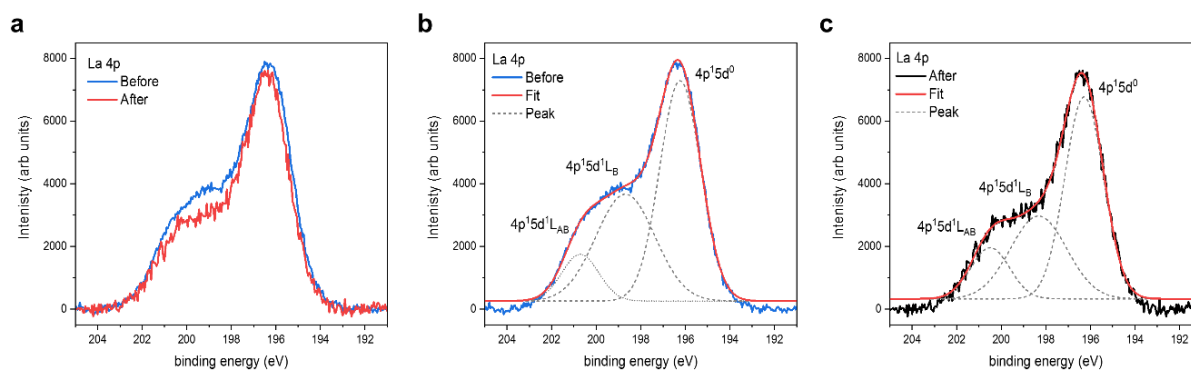 a
La 4p
Before
After
Intenisty (arb units)
8000
6000
4000
2000
0
204 202 200 198 196 194 192
binding energy (eV)
b
La 4p
Before
Fit
Peak
4p¹5d⁰
4p¹5d¹L_B
4p¹5d¹L_AB
Intenisty (arb units)
8000
6000
4000
2000
0
204 202 200 198 196 194 192
binding energy (eV)
c
La 4p
After
Fit
Peak
4p¹5d⁰
4p¹5d¹L_B
4p¹5d¹L_AB
Intenisty (arb units)
8000
6000
4000
2000
0
204 202 200 198 196 194 192
binding energy (eV)